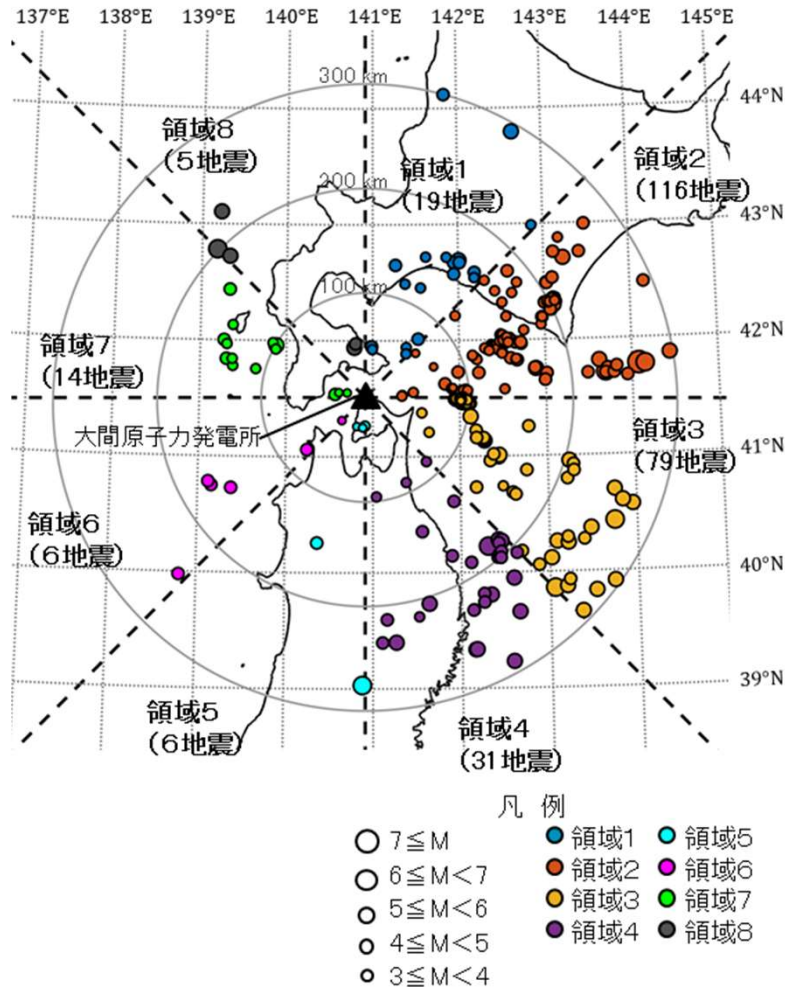 137°E 138°E 139°E 140°E 141°E 142°E 143°E 144°E 145°E
300 km
44°N
領域8
(5地震)
領域1
(19地震)
領域2
(116地震)
200 km
43°N
100 km
42°N
領域7
(14地震)
大間原子力発電所
領域3
(79地震)
41°N
領域6
(6地震)
40°N
39°N
領域5
(6地震)
領域4
(31地震)
凡 例
7≦M
6≦M<7
5≦M<6
4≦M<5
3≦M<4
領域1
領域2
領域3
領域4
領域5
領域6
領域7
領域8